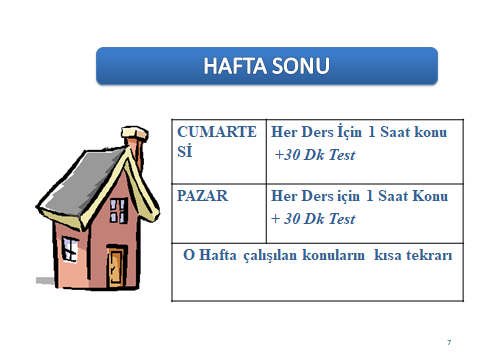 HAFTA SONU
CUMARTE
Sİ
Her Ders İçin 1 Saat konu
+30 Dk Test
PAZAR
Her Ders için 1 Saat Konu
+ 30 Dk Test
O Hafta çalışılan konuların kısa tekrarı
7